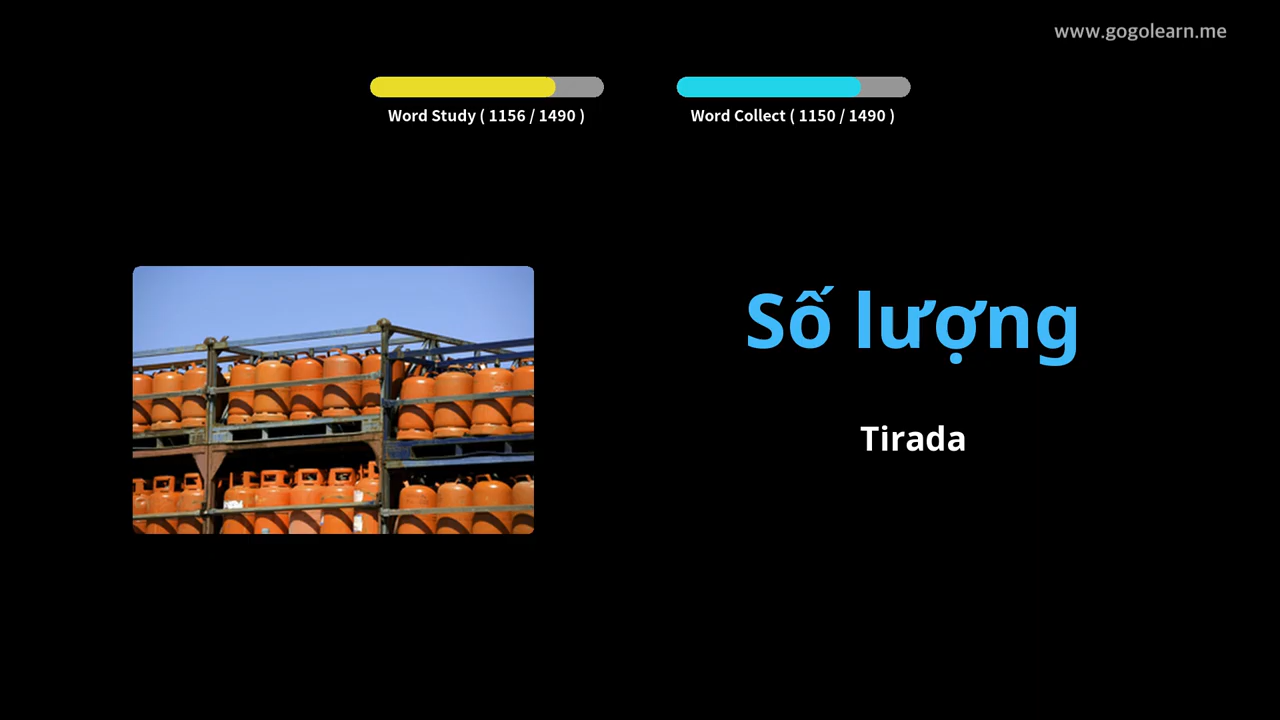 www.gogolearn.me
Word Study ( 1156 / 1490 )
Word Collect ( 1150 / 1490 )
Số lượng
Tirada